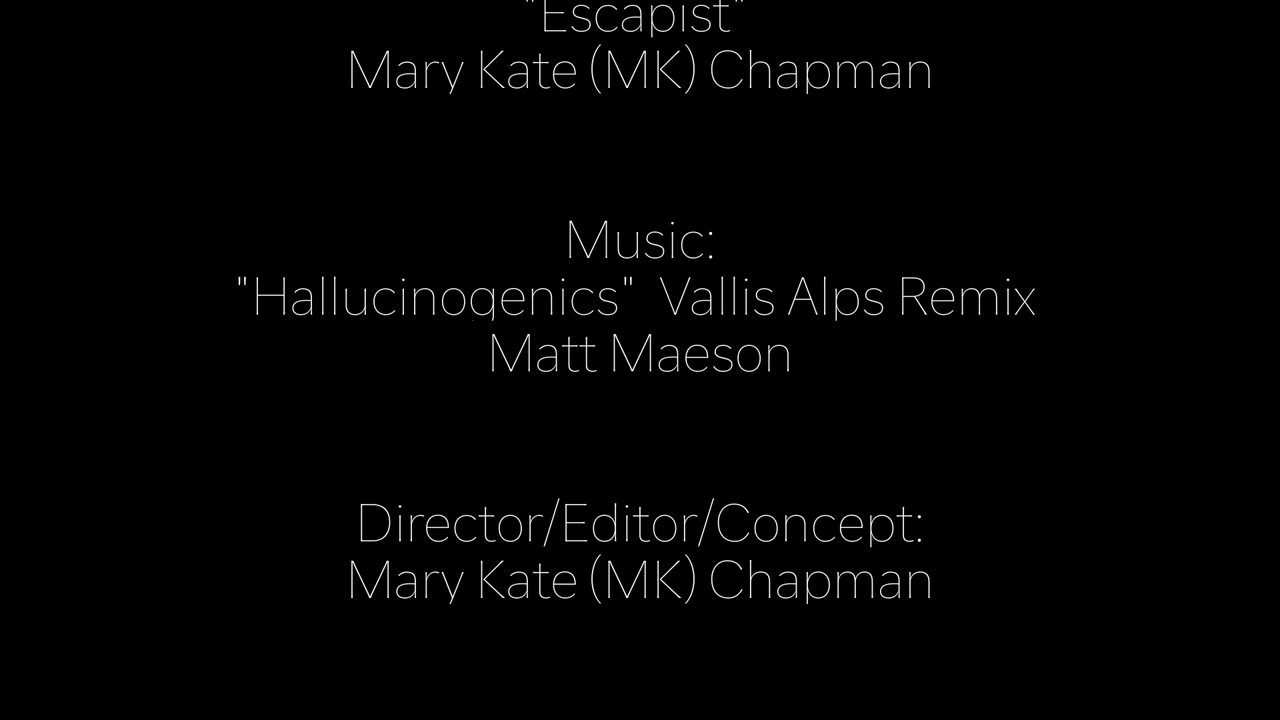 "Escapist"
Mary Kate (MK) Chapman
Music:
"Hallucinogenics"  Vallis Alps Remix
Matt Maeson
Director/Editor/Concept:
Mary Kate (MK) Chapman